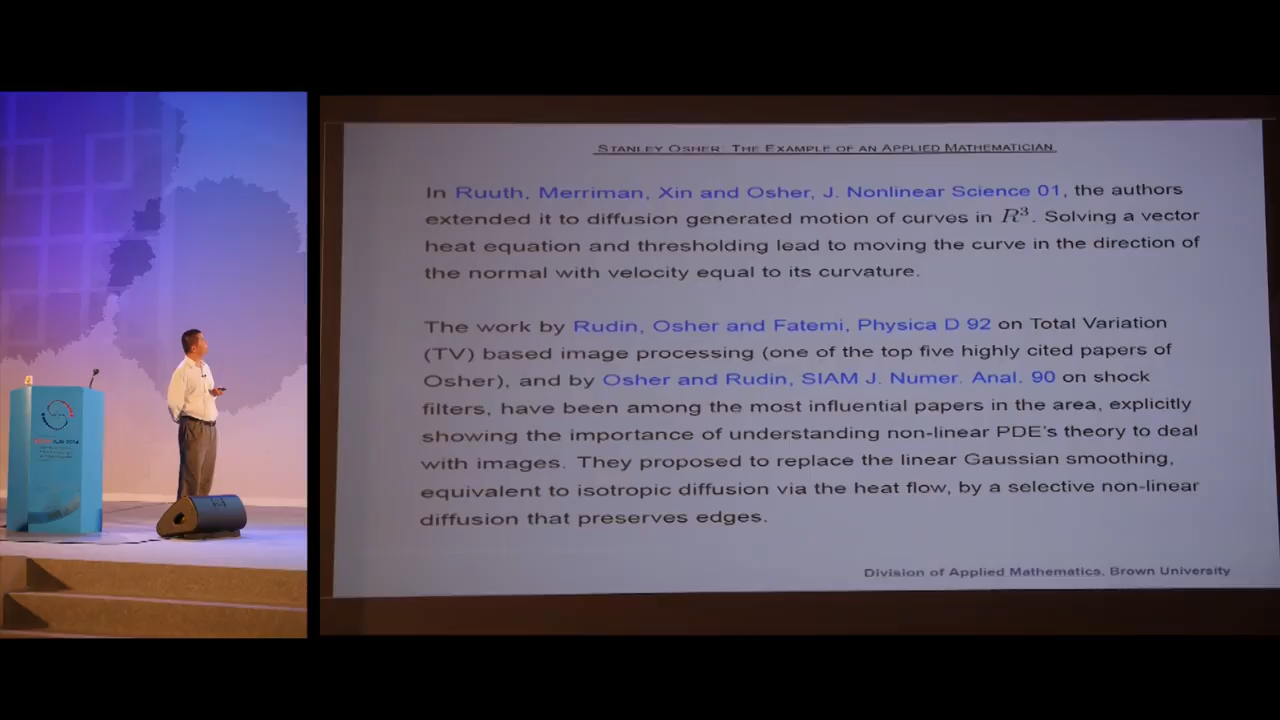 STANLEY OSHER: THE EXAMPLE OF AN APPLIED MATHEMATICIAN
In Ruuth, Merriman, Xin and Osher, J. Nonlinear Science 01, the authors
extended it to diffusion generated motion of curves in R³. Solving a vector
heat equation and thresholding lead to moving the curve in the direction of
the normal with velocity equal to its curvature.
The work by Rudin, Osher and Fatemi, Physica D 92 on Total Variation
(TV) based image processing (one of the top five highly cited papers of
Osher), and by Osher and Rudin, SIAM J. Numer. Anal. 90 on shock
filters, have been among the most influential papers in the area, explicitly
showing the importance of understanding non-linear PDE's theory to deal
with images. They proposed to replace the linear Gaussian smoothing,
equivalent to isotropic diffusion via the heat flow, by a selective non-linear
diffusion that preserves edges.
Division of Applied Mathematics, Brown University